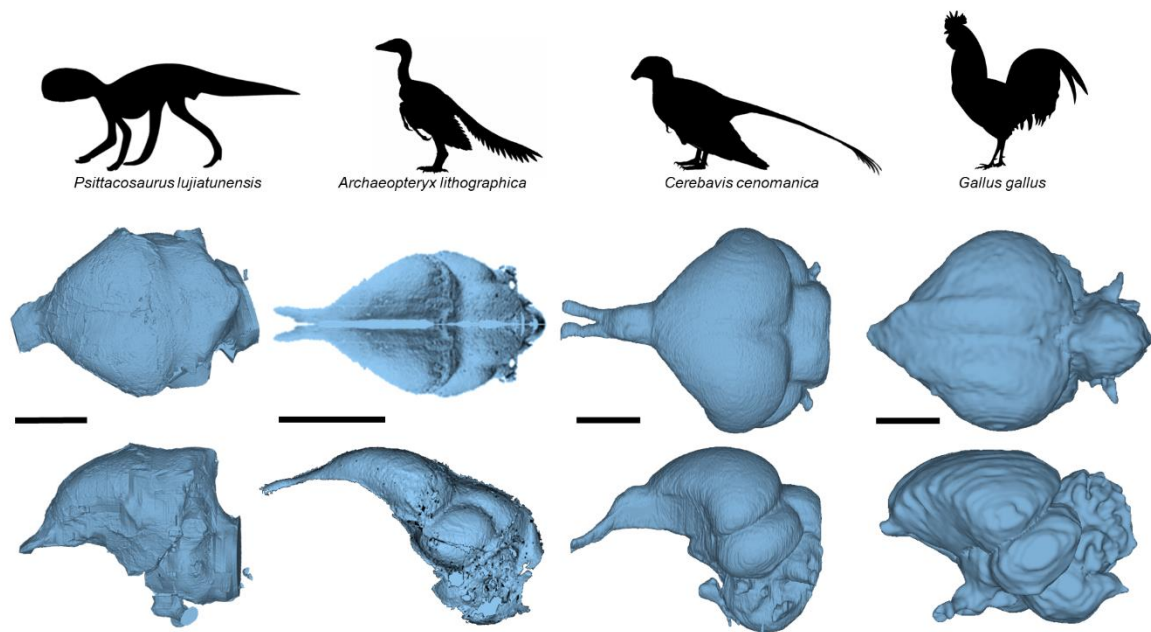 Psittacosaurus lujiatunensis
Archaeopteryx lithographica
Cerebavis cenomanica
Gallus gallus